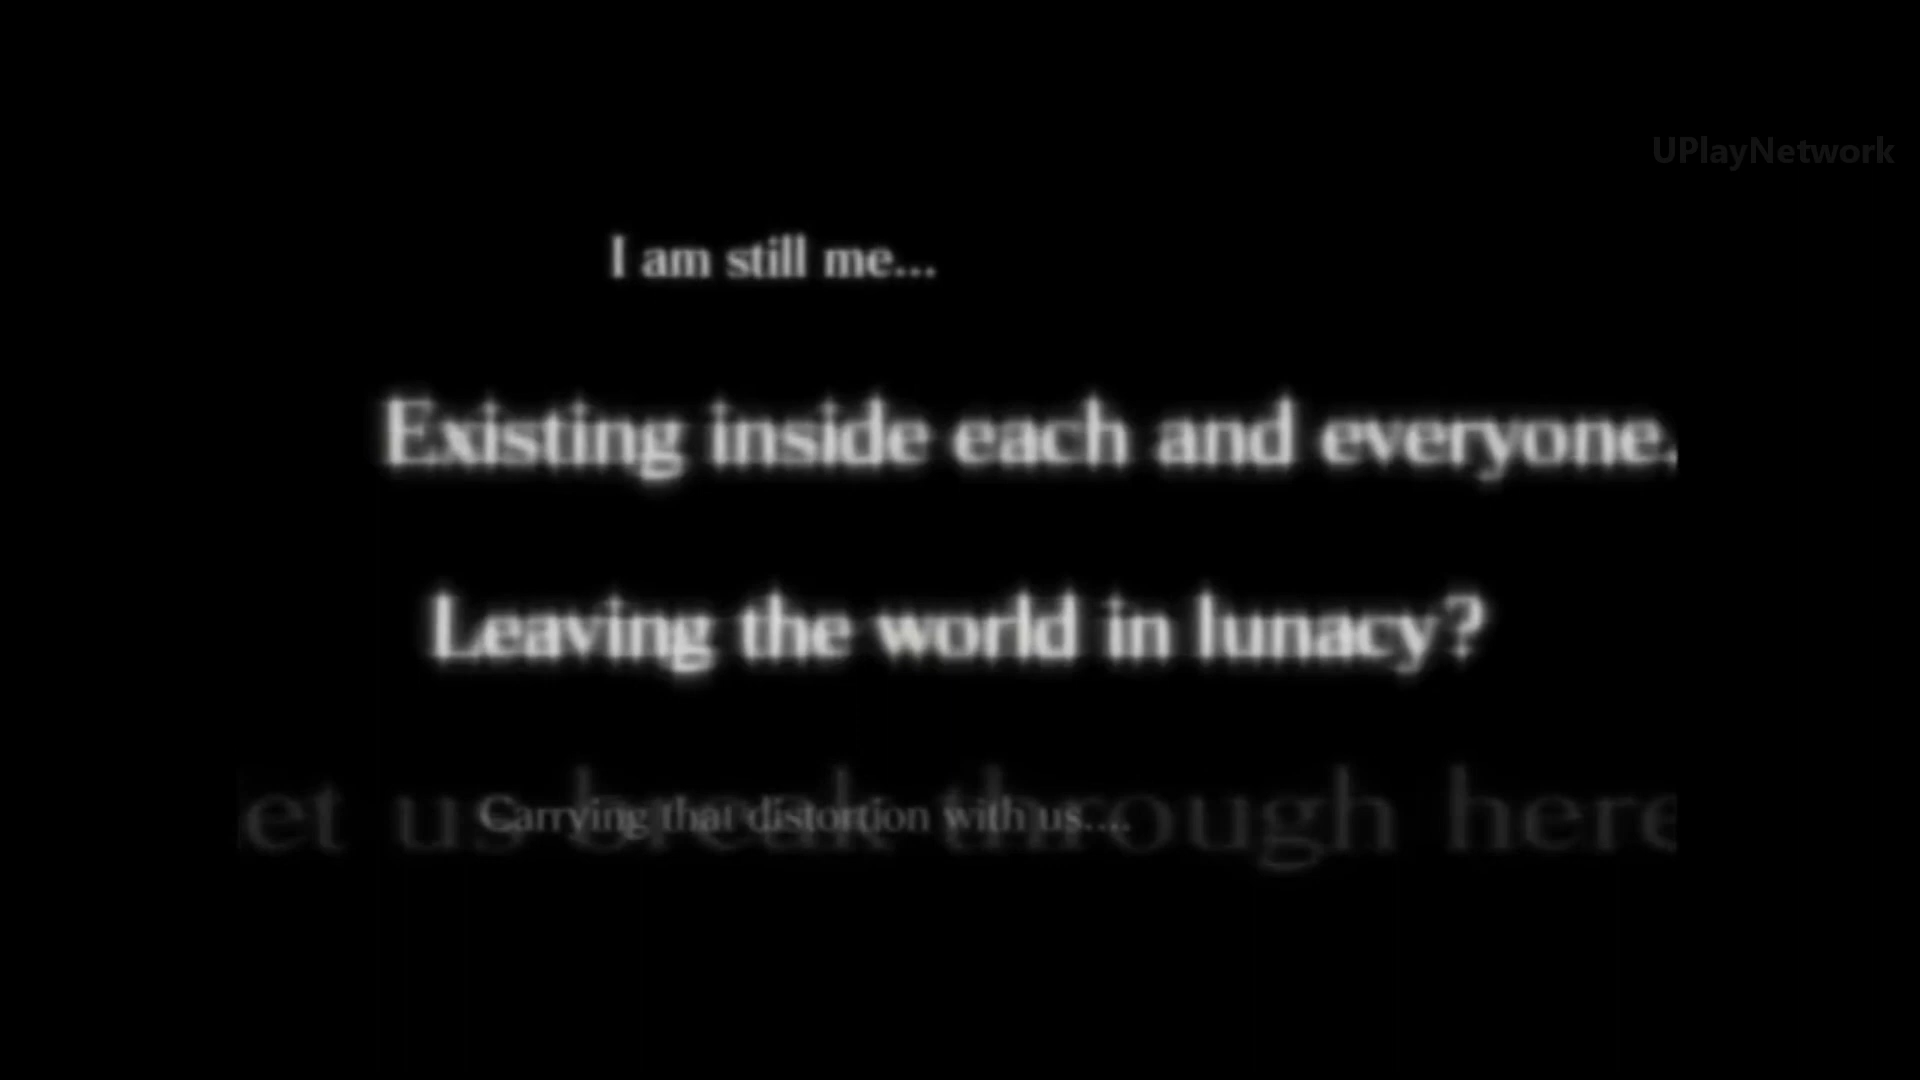 UPlayNetwork
I am still me...
Existing inside each and everyone.
Leaving the world in lunacy?
et us break through here
Carrying that distortion with us....